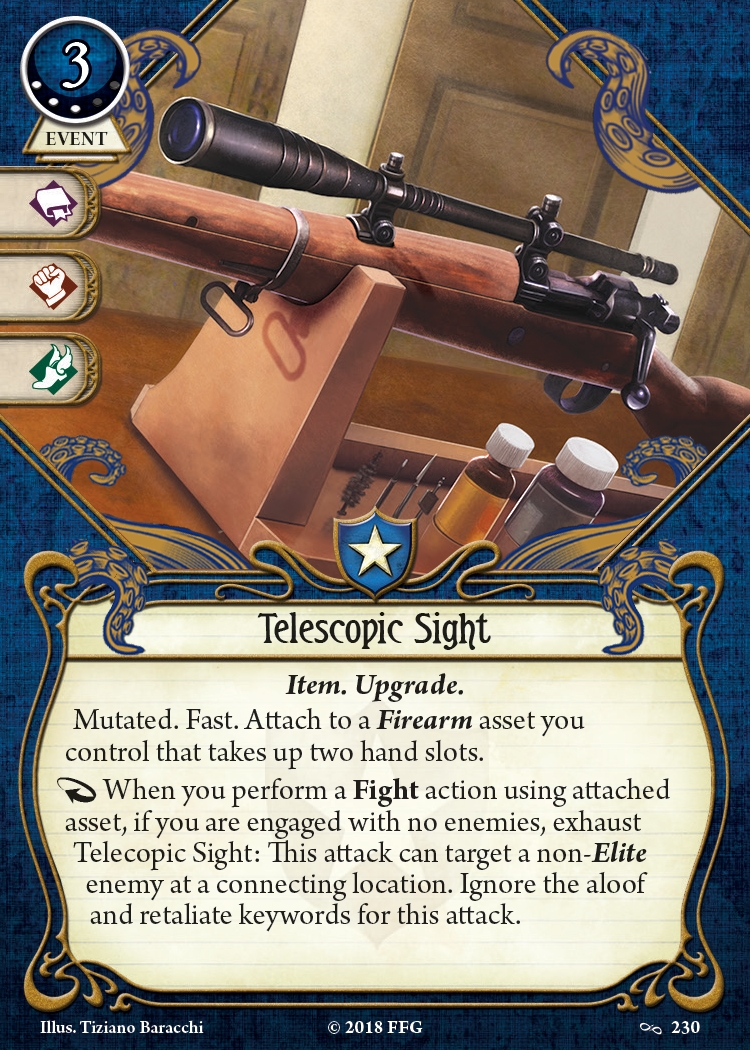 3
EVENT
Telescopic Sight
Item. Upgrade.
Mutated. Fast. Attach to a Firearm asset you
control that takes up two hand slots.
When you perform a Fight action using attached
asset, if you are engaged with no enemies, exhaust
Telecopic Sight: This attack can target a non-Elite
enemy at a connecting location. Ignore the aloof
and retaliate keywords for this attack.
Illus. Tiziano Baracchi © 2018 FFG 230